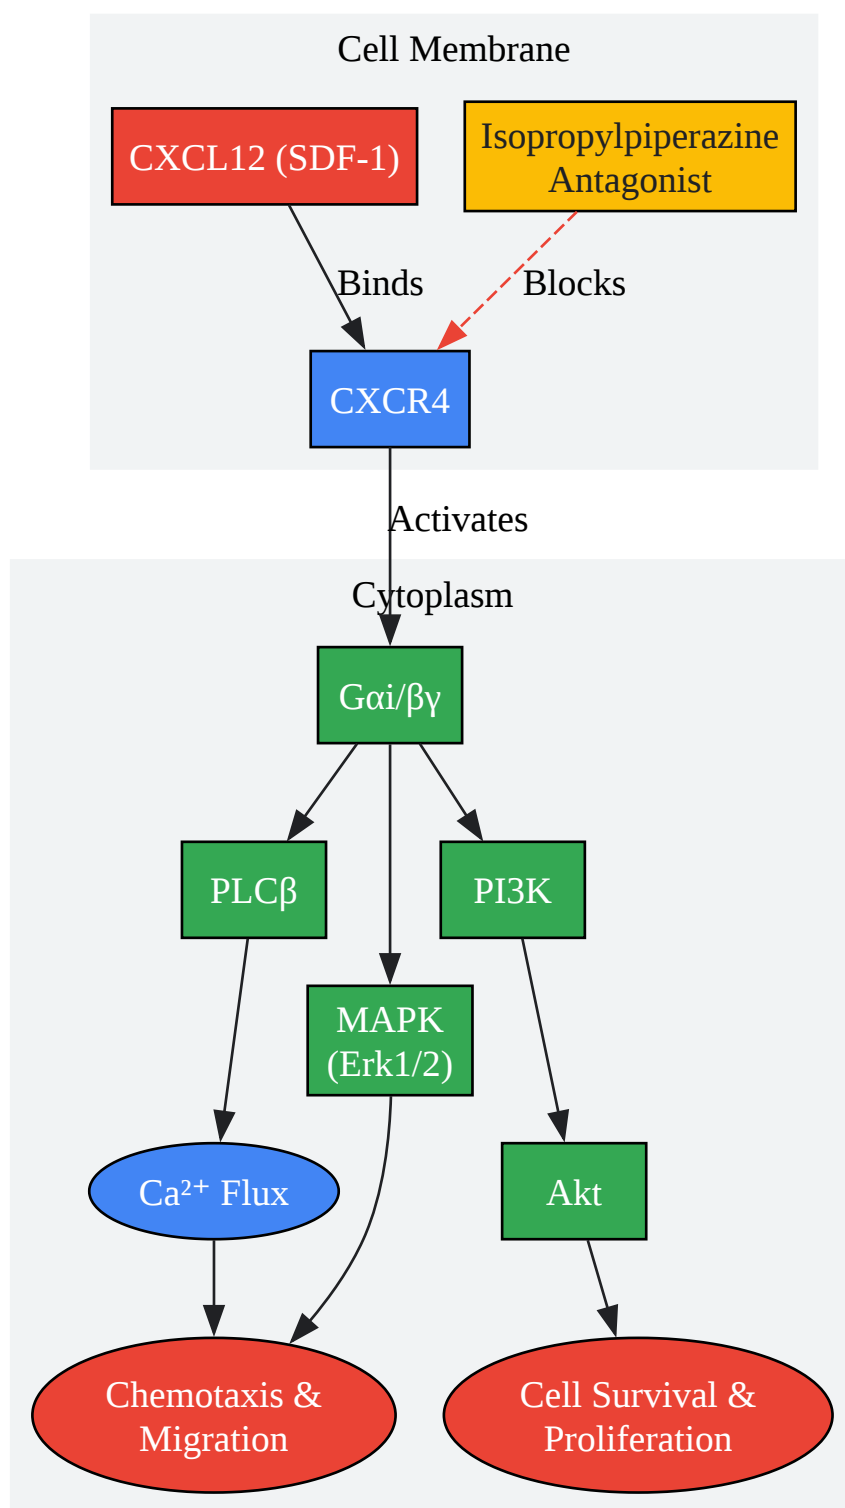 Cell Membrane
CXCL12 (SDF-1)
Isopropylpiperazine
Antagonist
Binds
Blocks
CXCR4
Activates
Cytoplasm
Gαi/βγ
PLCβ
PI3K
MAPK
(Erk1/2)
Ca²⁺ Flux
Akt
Chemotaxis &
Migration
Cell Survival &
Proliferation